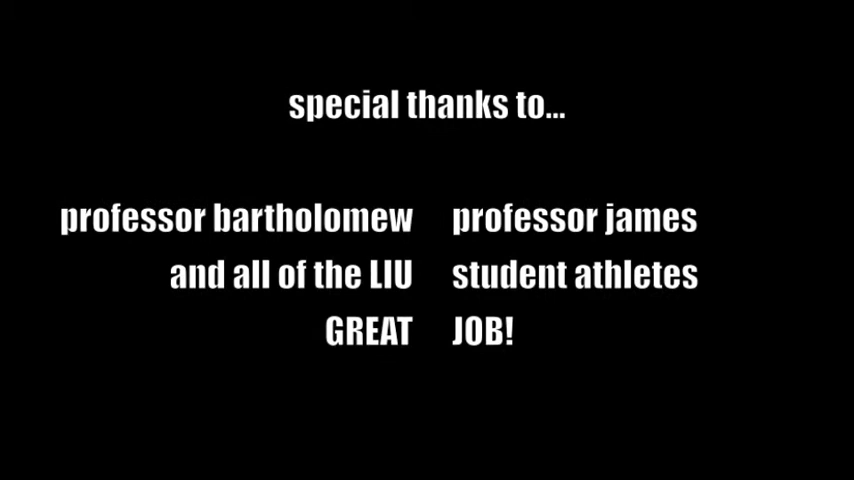 special thanks to...
professor bartholomew professor james
and all of the LIU student athletes
GREAT JOB!